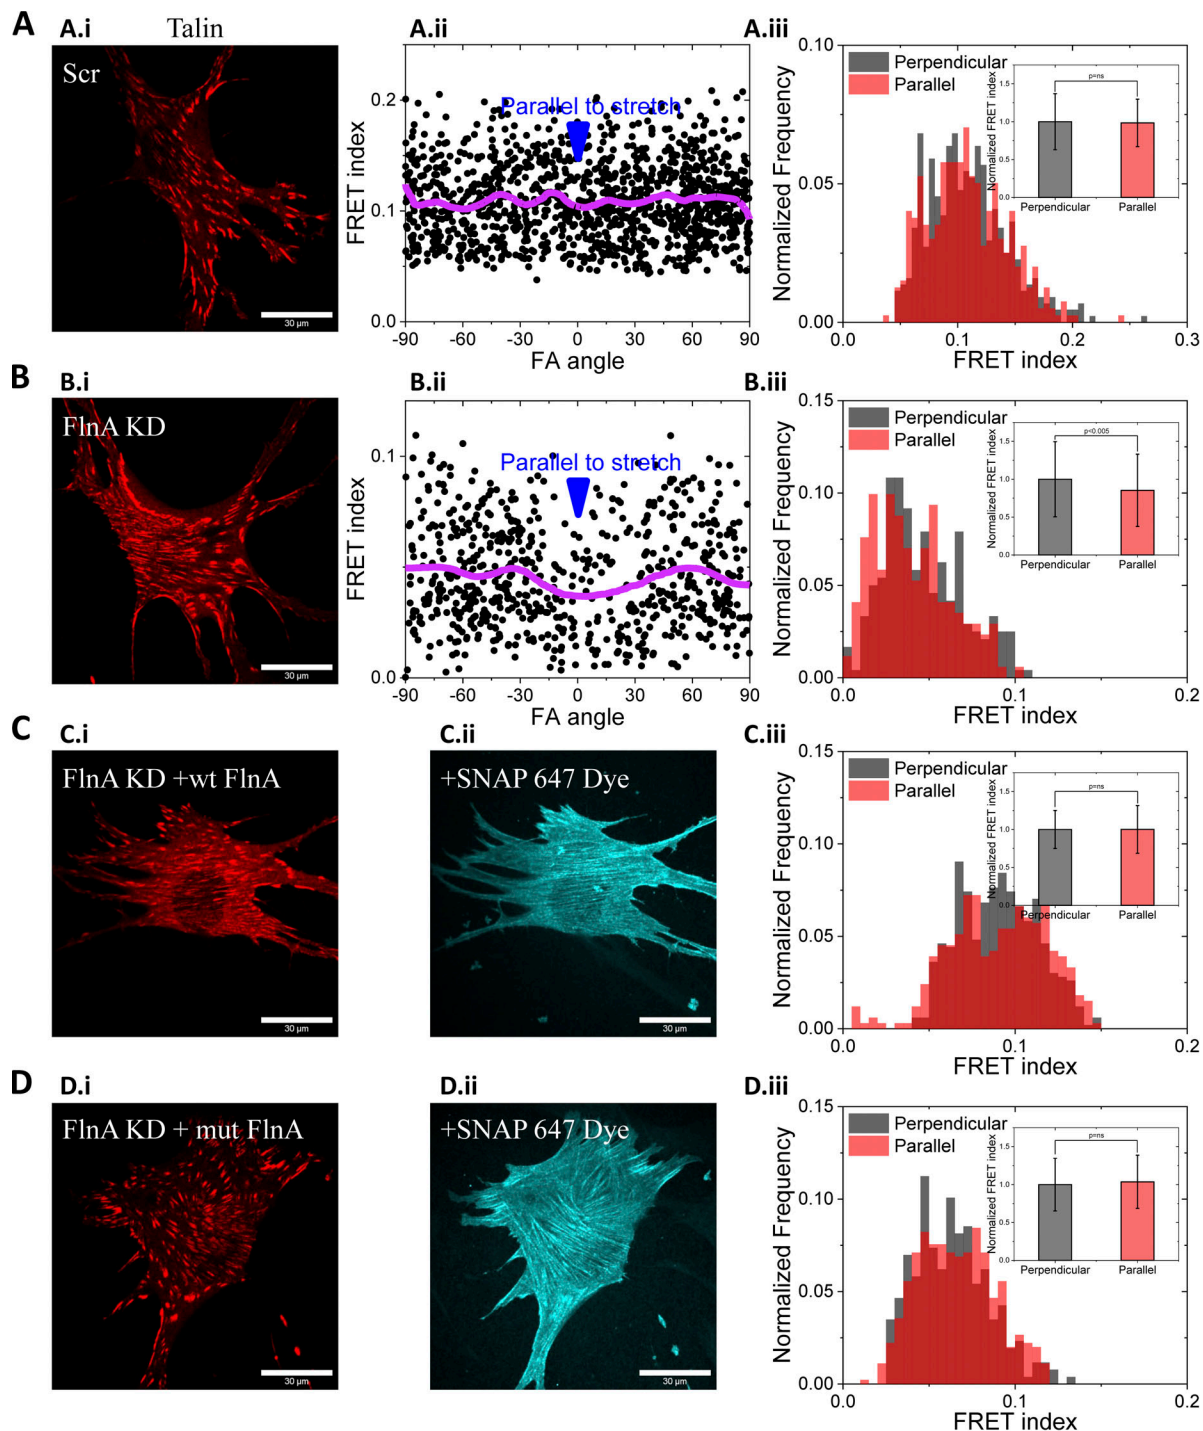 A
A.i
Talin
Scr
30 µm
A.ii
Parallel to stretch
FRET index
0.2
0.1
0.0
-90 -60 -30 0 30 60 90
FA angle
A.iii
Perpendicular
Parallel
Normalized Frequency
0.10
0.05
0.00
0.0 0.1 0.2 0.3
FRET index
Normalized FRET index
p=ns
1.5
1.0
0.5
0.0
Perpendicular Parallel
B
B.i
FlnA KD
30 µm
B.ii
Parallel to stretch
FRET index
0.1
0.0
-90 -60 -30 0 30 60 90
FA angle
B.iii
Perpendicular
Parallel
Normalized Frequency
0.15
0.10
0.05
0.00
0.0 0.1 0.2
FRET index
Normalized FRET index
p<0.005
1.5
1.0
0.5
0.0
Perpendicular Parallel
C
C.i
FlnA KD +wt FlnA
30 µm
C.ii
+SNAP 647 Dye
30 µm
C.iii
Perpendicular
Parallel
Normalized Frequency
0.15
0.10
0.05
0.00
0.0 0.1 0.2
FRET index
Normalized FRET index
p=ns
1.5
1.0
0.5
0.0
Perpendicular Parallel
D
D.i
FlnA KD + mut FlnA
30 µm
D.ii
+SNAP 647 Dye
30 µm
D.iii
Perpendicular
Parallel
Normalized Frequency
0.15
0.10
0.05
0.00
0.0 0.1 0.2
FRET index
Normalized FRET index
p=ns
1.5
1.0
0.5
0.0
Perpendicular Parallel